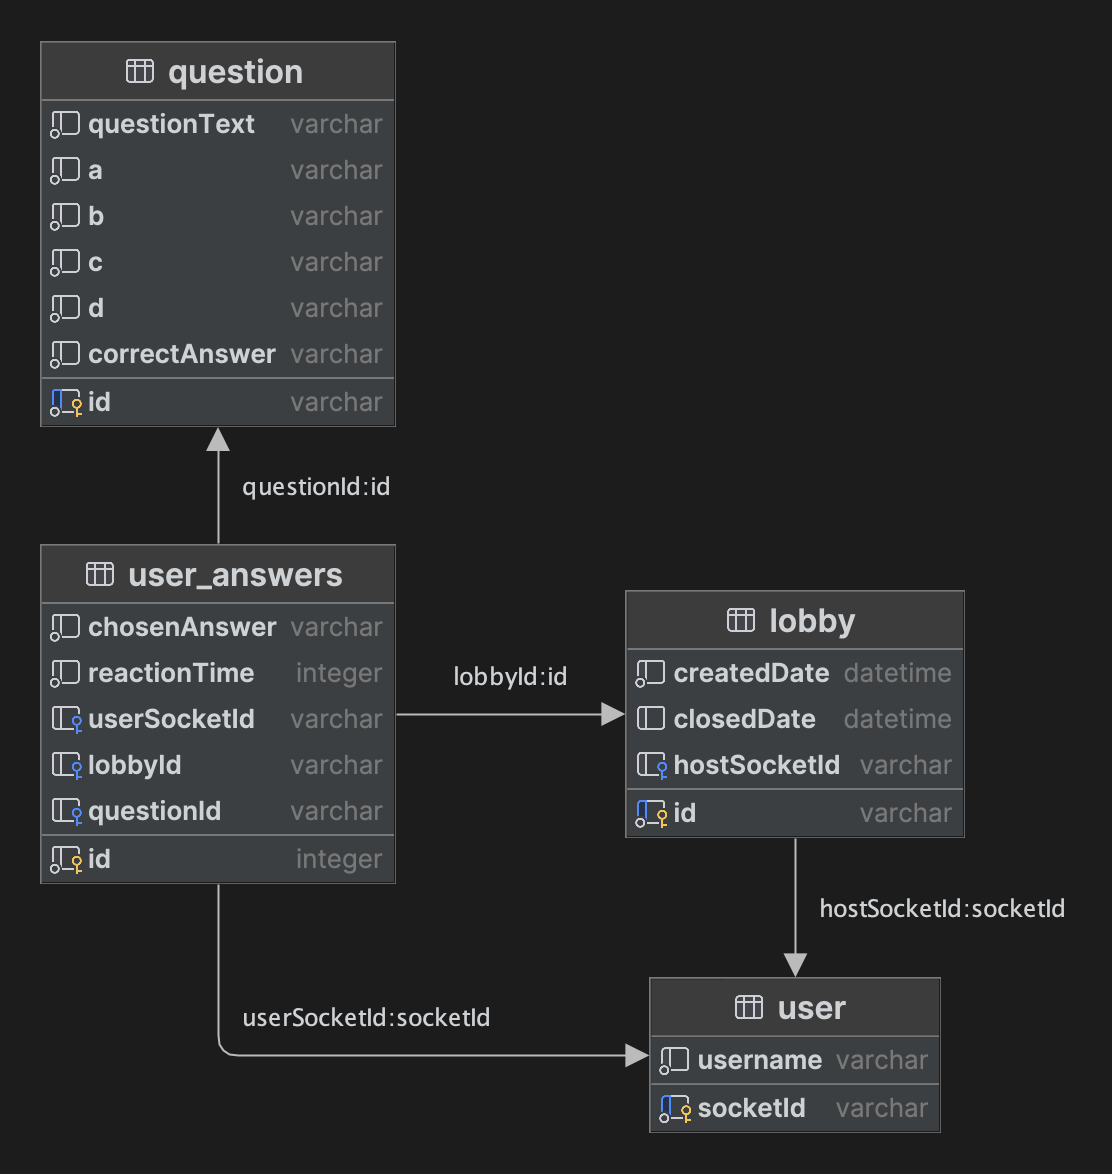 question
questionText varchar
a varchar
b varchar
c varchar
d varchar
correctAnswer varchar
id varchar
questionId:id
user_answers
chosenAnswer varchar
reactionTime integer
userSocketId varchar
lobbyId varchar
questionId varchar
id integer
lobbyId:id
lobby
createdDate datetime
closedDate datetime
hostSocketId varchar
id varchar
hostSocketId:socketId
userSocketId:socketId
user
username varchar
socketId varchar